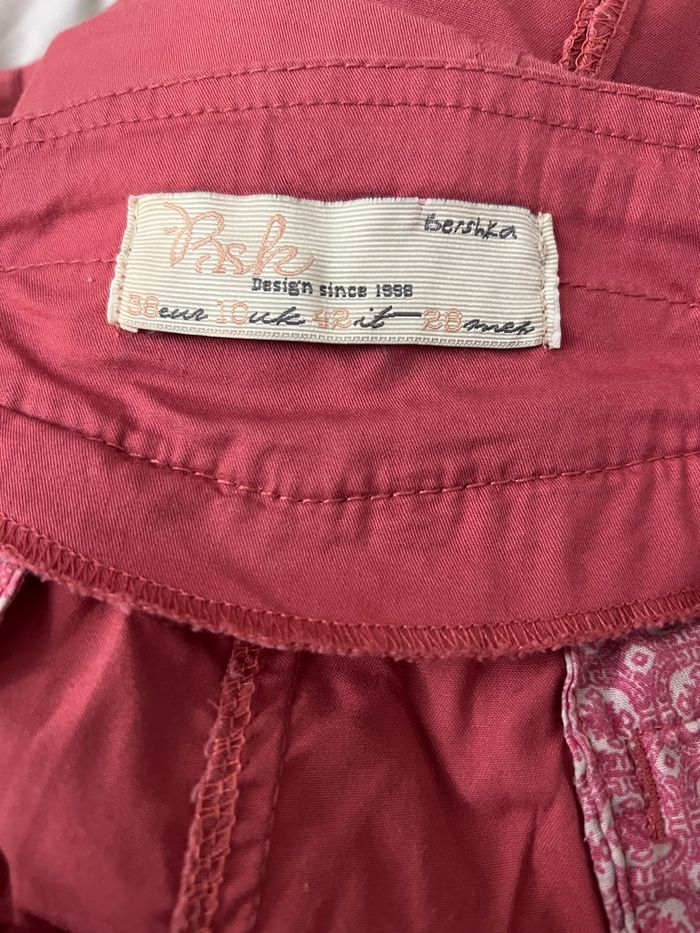 Bsk
Bershka
Design since 1998
38eur 10uk 42it 28mex